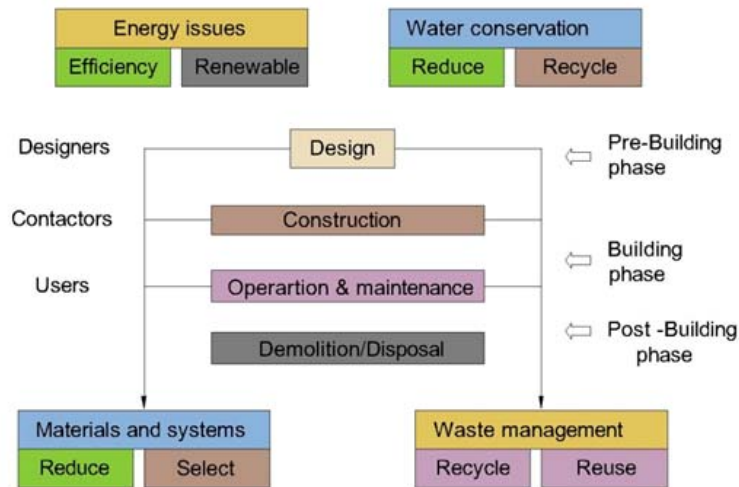 Energy issues
Efficiency
Renewable
Water conservation
Reduce
Recycle
Designers
Design
Pre-Building
phase
Contactors
Construction
Building
phase
Users
Operartion & maintenance
Demolition/Disposal
Post -Building
phase
Materials and systems
Reduce
Select
Waste management
Recycle
Reuse